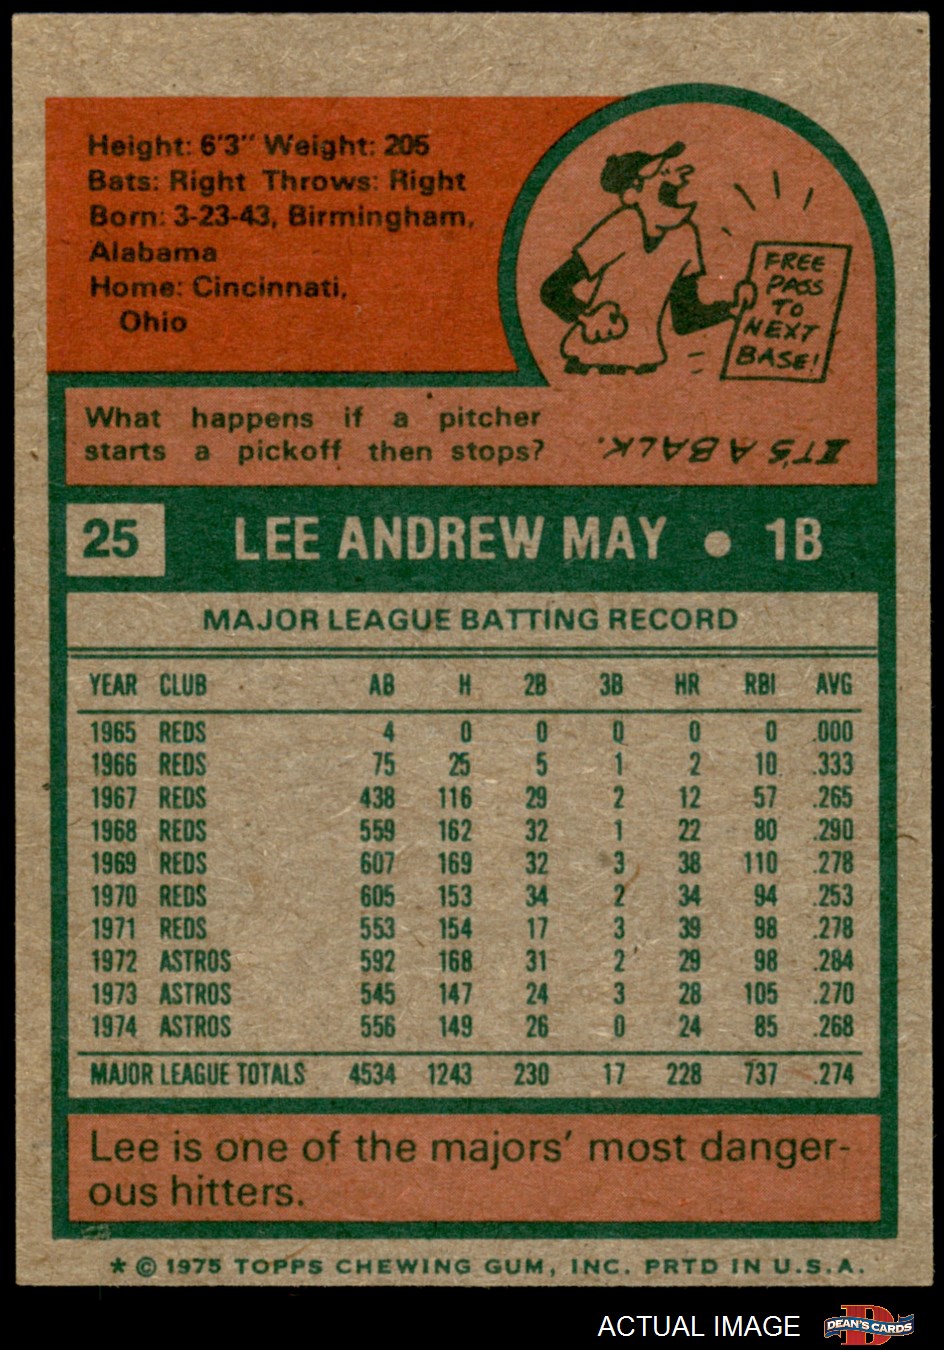 Height: 6'3" Weight: 205
Bats: Right Throws: Right
Born: 3-23-43, Birmingham,
Alabama
Home: Cincinnati,
Ohio
FREE
PASS
TO
NEXT
BASE!
What happens if a pitcher
starts a pickoff then stops?
IT'S A BALK.
25 LEE ANDREW MAY • 1B
MAJOR LEAGUE BATTING RECORD
YEAR CLUB AB H 2B 3B HR RBI AVG
1965 REDS 4 0 0 0 0 0 .000
1966 REDS 75 25 5 1 2 10 .333
1967 REDS 438 116 29 2 12 57 .265
1968 REDS 559 162 32 1 22 80 .290
1969 REDS 607 169 32 3 38 110 .278
1970 REDS 605 153 34 2 34 94 .253
1971 REDS 553 154 17 3 39 98 .278
1972 ASTROS 592 168 31 2 29 98 .284
1973 ASTROS 545 147 24 3 28 105 .270
1974 ASTROS 556 149 26 0 24 85 .268
MAJOR LEAGUE TOTALS 4534 1243 230 17 228 737 .274
Lee is one of the majors' most danger-
ous hitters.
* © 1975 TOPPS CHEWING GUM, INC. PRTD IN U.S.A.
ACTUAL IMAGE D DEAN'S CARDS